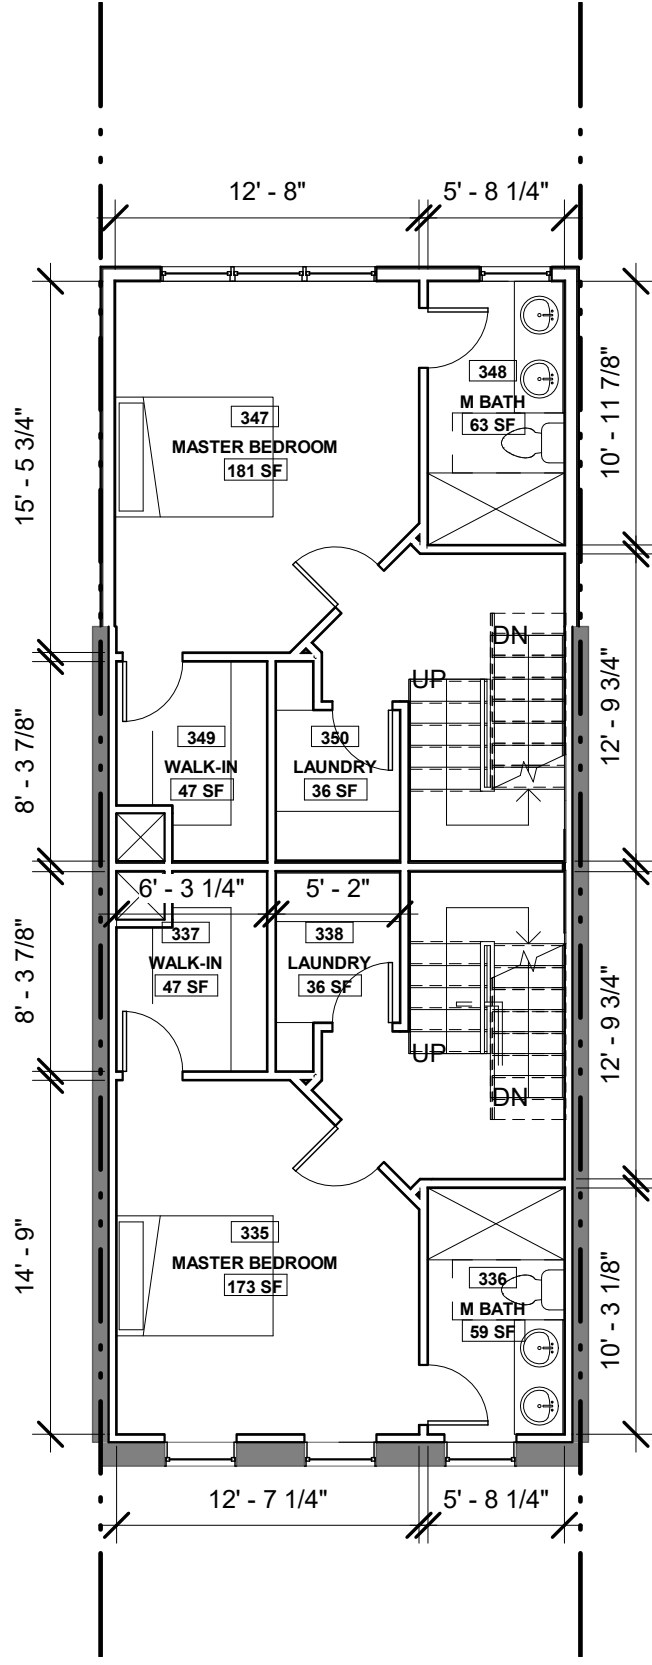 12' - 8"
5' - 8 1/4"
15' - 5 3/4"
10' - 11 7/8"
348
M BATH
63 SF
347
MASTER BEDROOM
181 SF
DN
UP
12' - 9 3/4"
8' - 3 7/8"
349
WALK-IN
47 SF
350
LAUNDRY
36 SF
6' - 3 1/4"
5' - 2"
337
WALK-IN
47 SF
338
LAUNDRY
36 SF
8' - 3 7/8"
12' - 9 3/4"
UP
DN
14' - 9"
335
MASTER BEDROOM
173 SF
336
M BATH
59 SF
10' - 3 1/8"
12' - 7 1/4"
5' - 8 1/4"